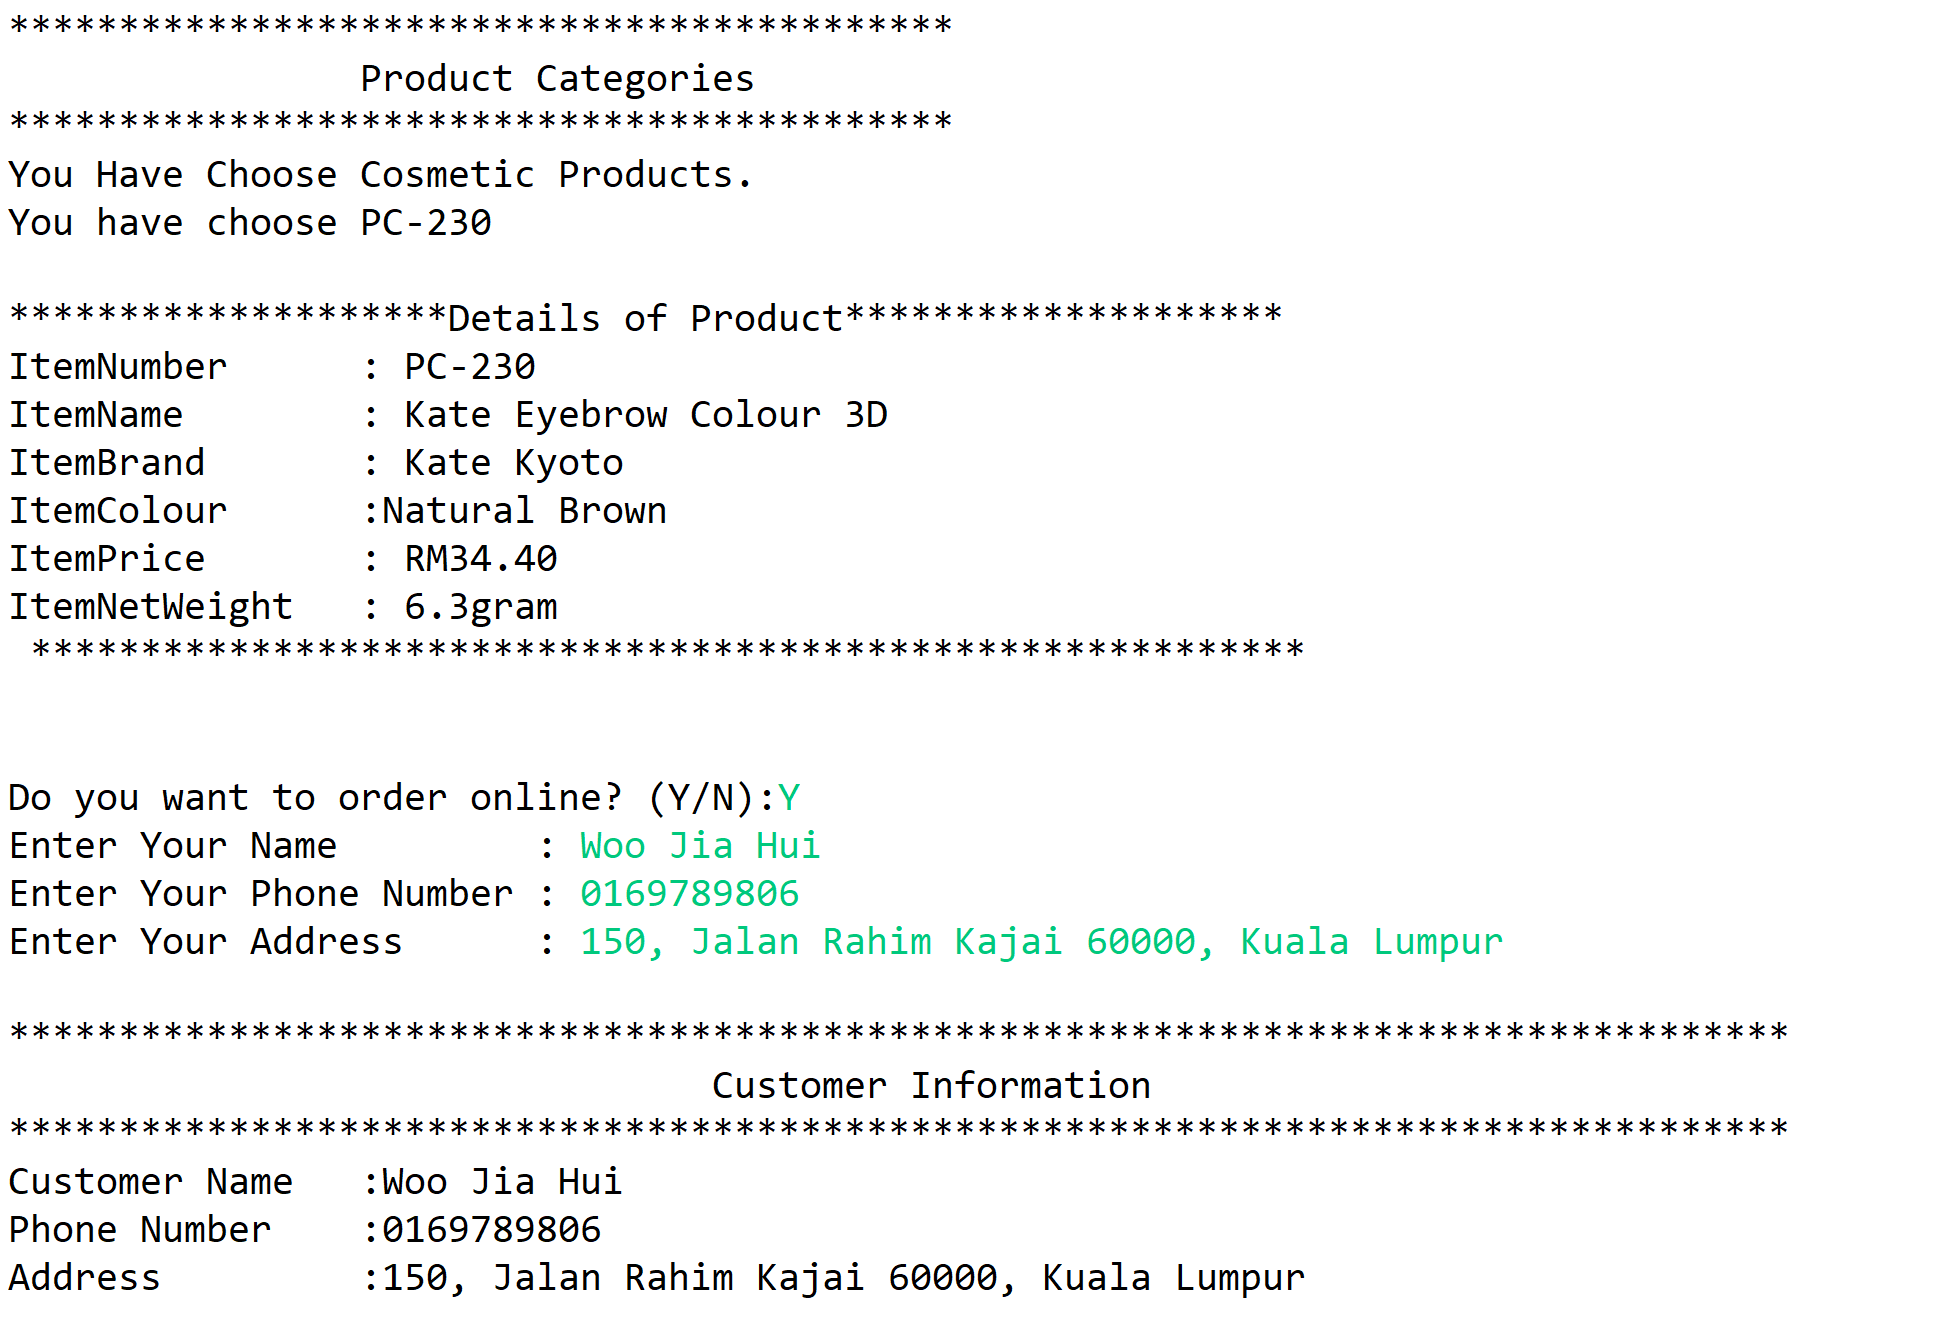 *******************************************
                Product Categories
*******************************************
You Have Choose Cosmetic Products.
You have choose PC-230

********************Details of Product********************
ItemNumber      : PC-230
ItemName        : Kate Eyebrow Colour 3D
ItemBrand       : Kate Kyoto
ItemColour      :Natural Brown
ItemPrice       : RM34.40
ItemNetWeight   : 6.3gram
 **********************************************************

Do you want to order online? (Y/N):Y
Enter Your Name         : Woo Jia Hui
Enter Your Phone Number : 0169789806
Enter Your Address      : 150, Jalan Rahim Kajai 60000, Kuala Lumpur

*********************************************************************************
                                Customer Information
*********************************************************************************
Customer Name   :Woo Jia Hui
Phone Number    :0169789806
Address         :150, Jalan Rahim Kajai 60000, Kuala Lumpur